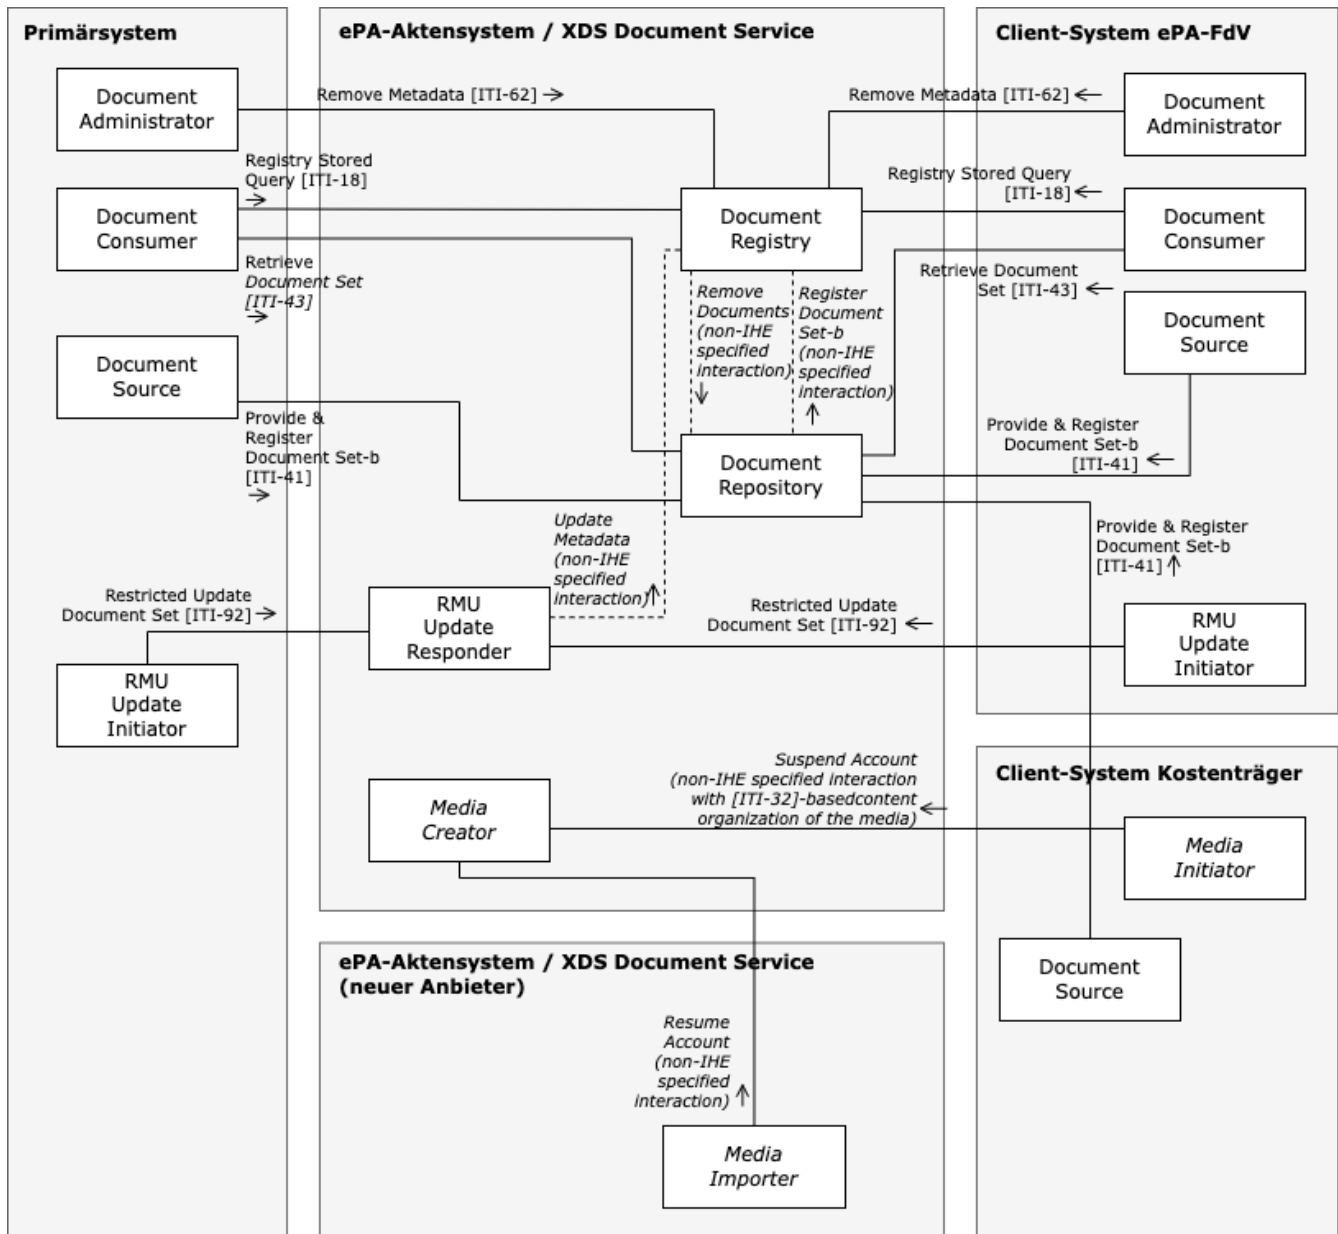 Primärsystem
Document
Administrator
Document
Consumer
Document
Source
RMU
Update
Initiator
Registry Stored
Query [ITI-18]
Retrieve
Document Set
[ITI-43]
Provide &
Register
Document Set-b
[ITI-41]
Restricted Update
Document Set [ITI-92]
ePA-Aktensystem / XDS Document Service
Remove Metadata [ITI-62]
Document
Registry
Remove
Documents
(non-IHE
specified
interaction)
Register
Document
Set-b
(non-IHE
specified
interaction)
Document
Repository
Update
Metadata
(non-IHE
specified
interaction)
RMU
Update
Responder
Restricted Update
Document Set [ITI-92]
Suspend Account
(non-IHE specified interaction
with [ITI-32]-basedcontent
organization of the media)
Media
Creator
Client-System ePA-FdV
Remove Metadata [ITI-62]
Document
Administrator
Registry Stored Query
[ITI-18]
Document
Consumer
Retrieve Document
Set [ITI-43]
Document
Source
Provide & Register
Document Set-b
[ITI-41]
Provide & Register
Document Set-b
[ITI-41]
RMU
Update
Initiator
Client-System Kostenträger
Media
Initiator
Document
Source
ePA-Aktensystem / XDS Document Service
(neuer Anbieter)
Resume
Account
(non-IHE
specified
interaction)
Media
Importer